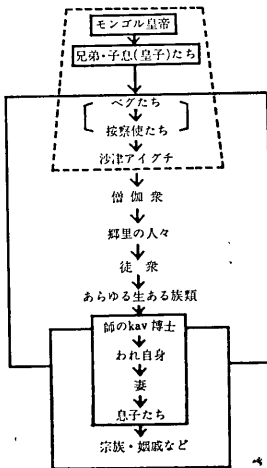 モンゴル皇帝
兄弟・子息(皇子)たち
ベグたち
按察使たち
沙津アイグチ
僧伽衆
郷里の人々
徒衆
あらゆる生ある族類
師のkav博士
われ自身
妻
息子たち
宗族・姻戚など